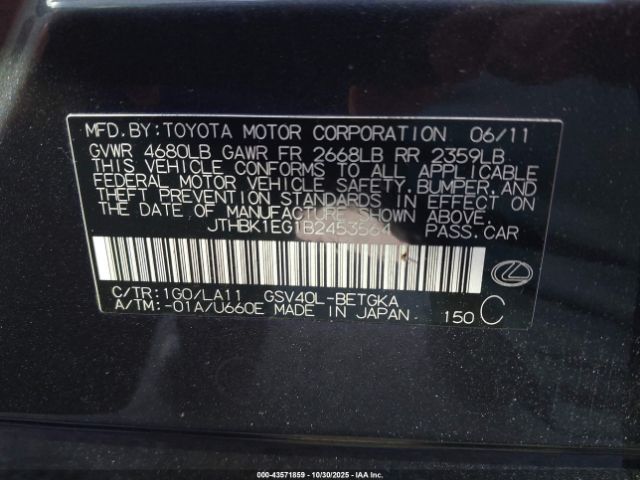 MFD. BY: TOYOTA MOTOR CORPORATION 06/11
GVWR 4680LB GAWR FR 2668LB RR 2359LB
THIS VEHICLE CONFORMS TO ALL APPLICABLE
FEDERAL MOTOR VEHICLE SAFETY, BUMPER, AND
THEFT PREVENTION STANDARDS IN EFFECT ON
THE DATE OF MANUFACTURE SHOWN ABOVE.
JTHBK1EG1B2453564 PASS. CAR
C/TR: 1G0/LA11 GSV40L-BETGKA
A/TM: -01A/U660E MADE IN JAPAN 150 C
000-43571859 | 10/30/2025 - IAA Inc.